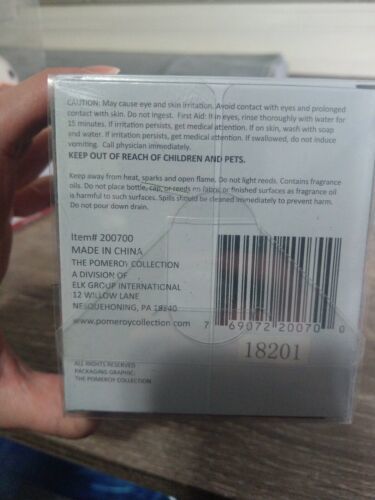 CAUTION: May cause eye and skin irritation. Avoid contact with eyes and prolonged
contact with skin. Do not ingest. First Aid: If in eyes, rinse thoroughly with water for
15 minutes. If irritation persists, get medical attention. If on skin, wash with soap
and water. If irritation persists, get medical attention. If swallowed, do not induce
vomiting. Call physician immediately.
KEEP OUT OF REACH OF CHILDREN AND PETS.
Keep away from heat, sparks and open flame. Do not light reeds. Contains fragrance
oils. Do not place bottle, cap, or reeds on fabric or finished surfaces as fragrance oil
is harmful to such surfaces. Spills should be cleaned immediately to prevent harm.
Do not pour down drain.
Item# 200700
MADE IN CHINA
THE POMEROY COLLECTION
A DIVISION OF
ELK GROUP INTERNATIONAL
12 WILLOW LANE
NESQUEHONING, PA 18240
www.pomeroycollection.com
7 69072 20070 0
18201
ALL RIGHTS RESERVED
PACKAGING GRAPHIC:
THE POMEROY COLLECTION